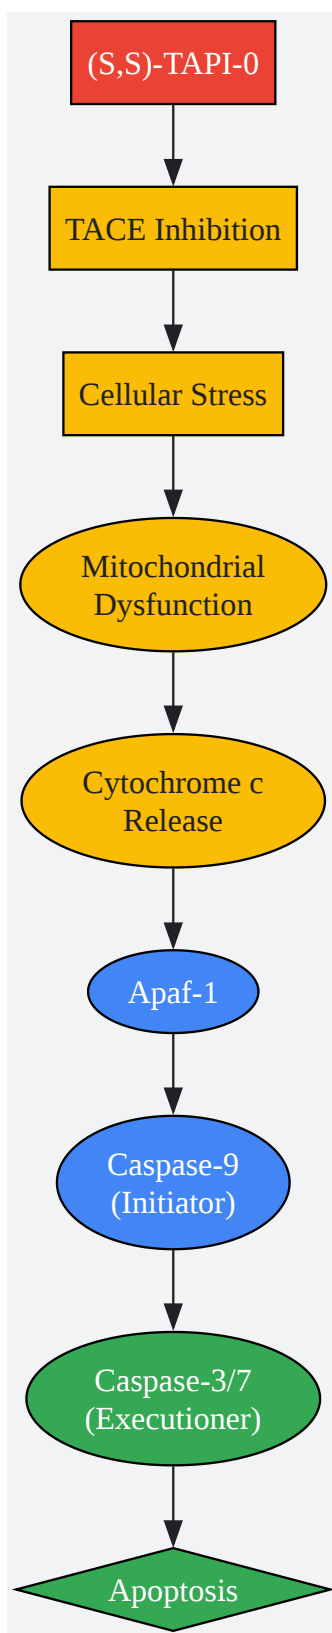 (S,S)-TAPI-0
TACE Inhibition
Cellular Stress
Mitochondrial
Dysfunction
Cytochrome c
Release
Apaf-1
Caspase-9
(Initiator)
Caspase-3/7
(Executioner)
Apoptosis